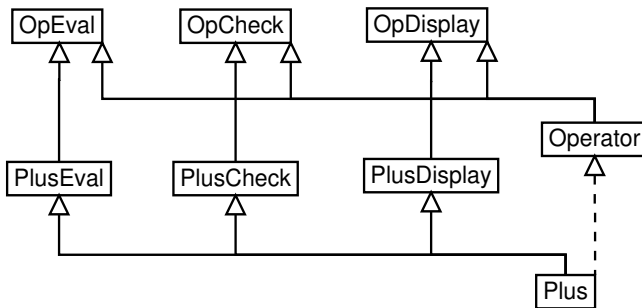 OpEval
OpCheck
OpDisplay
Operator
PlusEval
PlusCheck
PlusDisplay
Plus